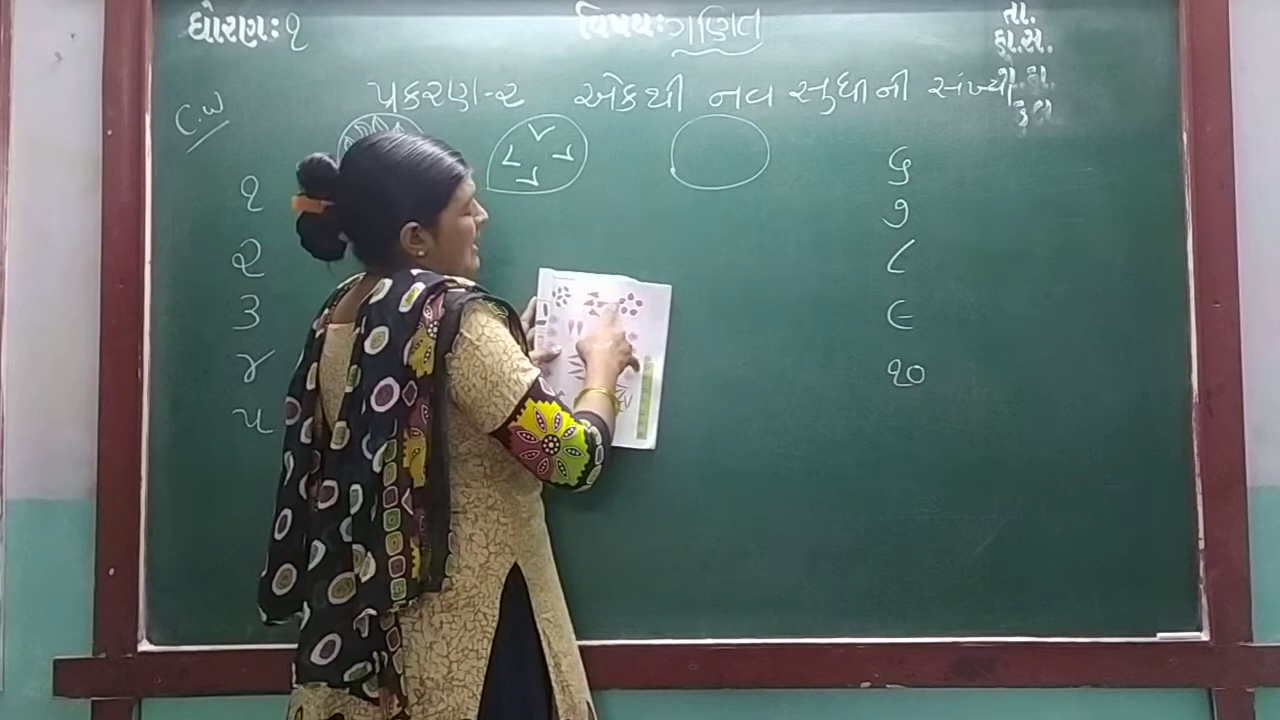 ધોરણઃ ૧
વિષયઃ ગણિત
તા.
હા.સ.
C.W
પ્રકરણ-૨ એકથી નવ સુધાની સંખ્યા
૧
૨
૩
૪
૫
૬
૭
૮
૯
૧૦